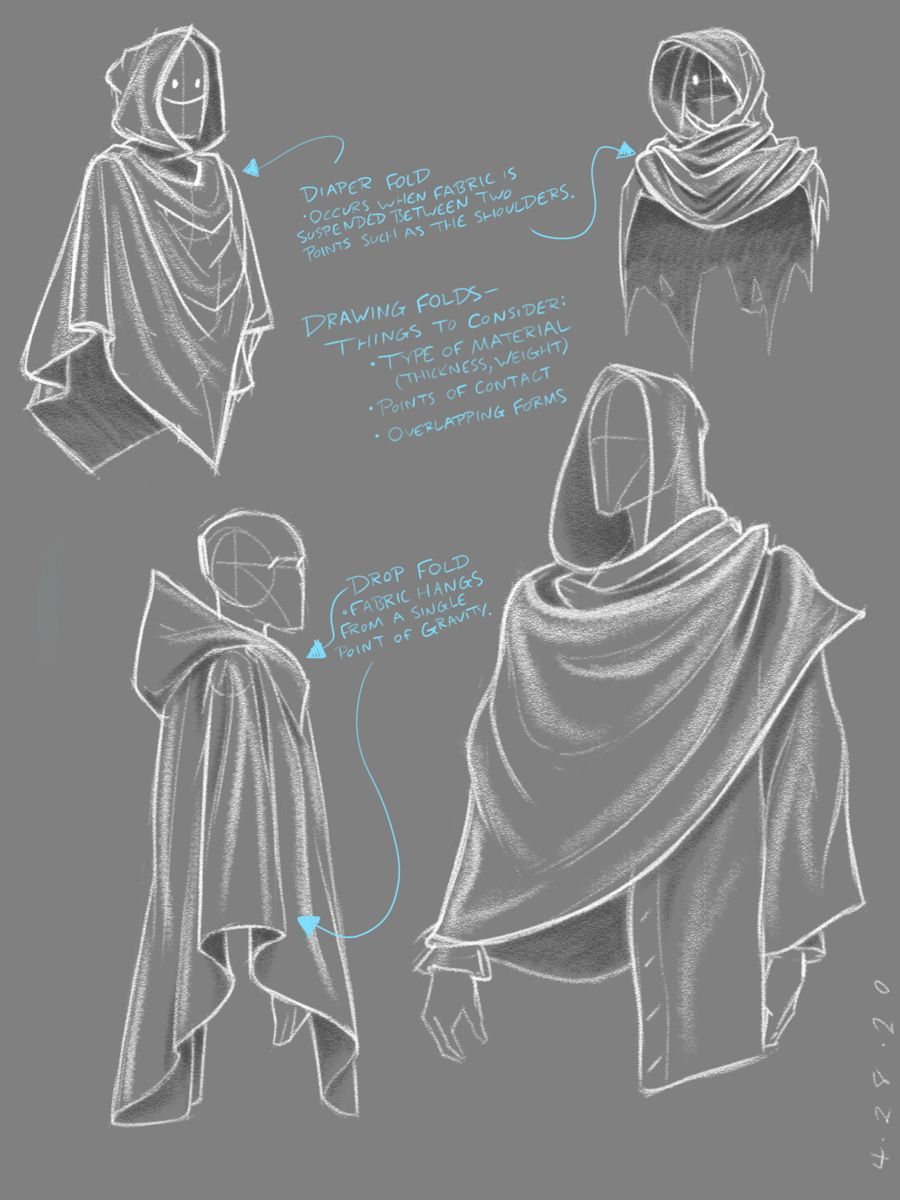 DIAPER FOLD
•OCCURS WHEN FABRIC IS
SUSPENDED BETWEEN TWO
POINTS SUCH AS THE SHOULDERS.
DRAWING FOLDS—
THINGS TO CONSIDER:
•TYPE OF MATERIAL
(THICKNESS, WEIGHT)
•POINTS OF CONTACT
•OVERLAPPING FORMS
DROP FOLD
•FABRIC HANGS
FROM A SINGLE
POINT OF GRAVITY.
4.28.20